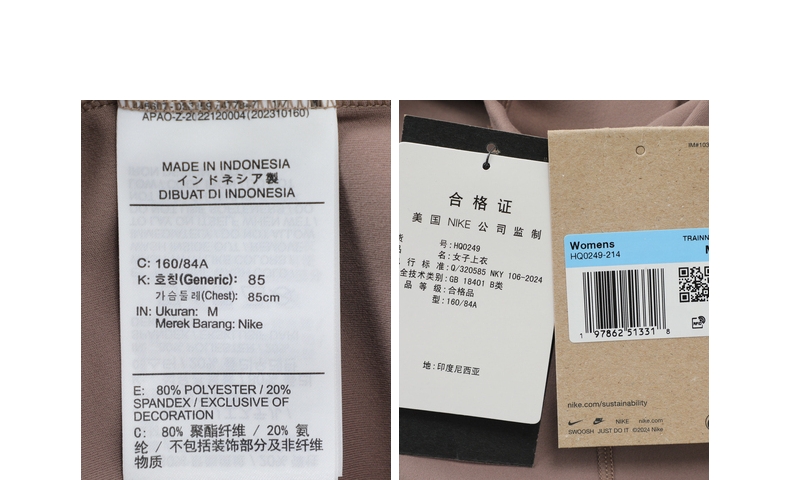 APAO-Z-2(22120004(202310160)
MADE IN INDONESIA
インドネシア製
DIBUAT DI INDONESIA
C: 160/84A
K: 호칭(Generic): 85
가슴둘레(Chest): 85cm
IN: Ukuran: M
Merek Barang: Nike
E: 80% POLYESTER / 20%
SPANDEX / EXCLUSIVE OF
DECORATION
C: 80% 聚酯纤维 / 20% 氨
纶 / 不包括装饰部分及非纤维
物质
合格证
美国 NIKE 公司监制
号: HQ0249
名: 女子上衣
行标准: Q/320585 NKY 106-2024
全技术类别: GB 18401 B类
品等级: 合格品
型: 160/84A
地: 印度尼西亚
IM#103
Womens
HQ0249-214
TRAINN
1 97862 51331 8
nike.com/sustainability
NIKE nike.com
SWOOSH JUST DO IT ©2024 Nike